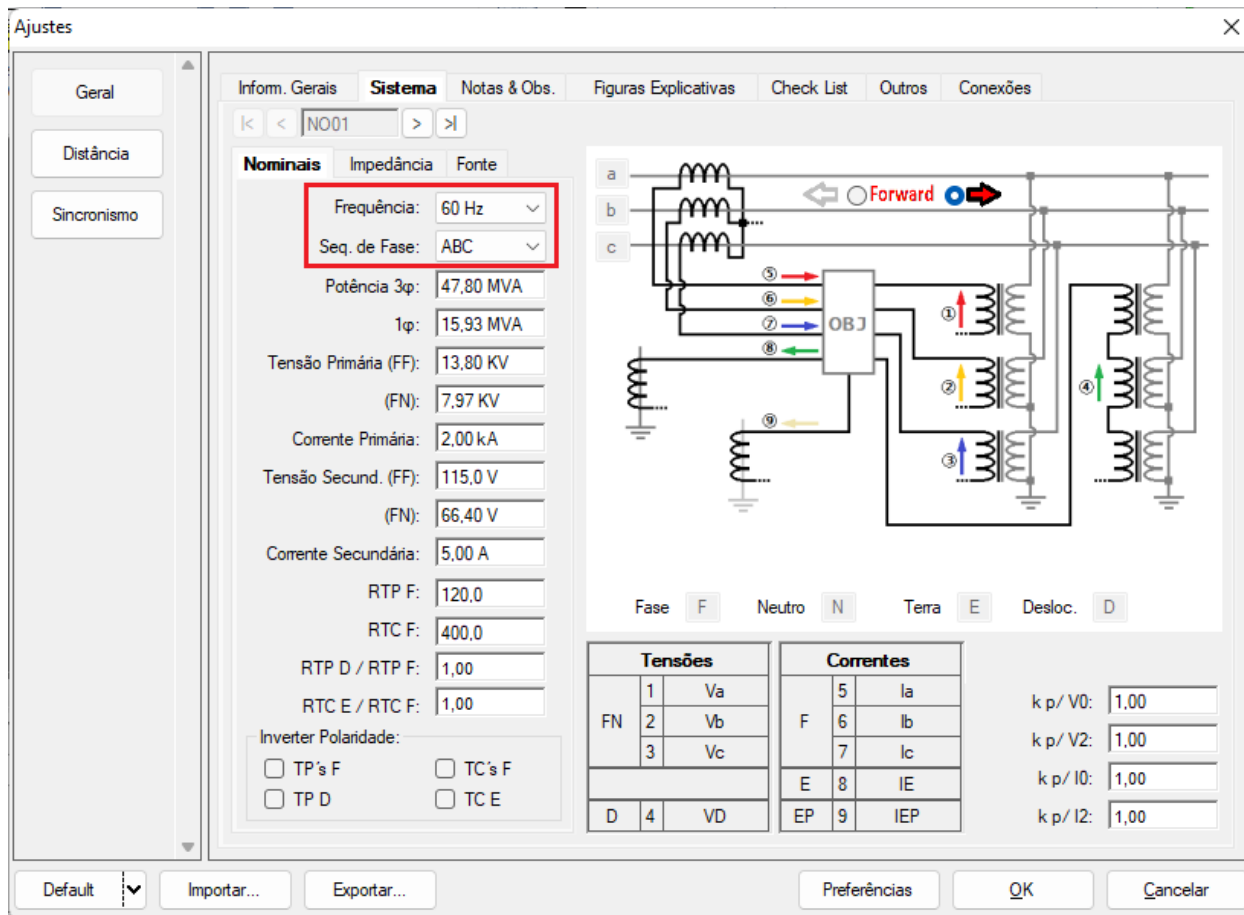 Ajustes
Geral
Distância
Sincronismo
Inform. Gerais Sistema Notas & Obs. Figuras Explicativas Check List Outros Conexões
|< < NO01 > >|
Nominais Impedância Fonte
Frequência: 60 Hz
Seq. de Fase: ABC
Potência 3φ: 47,80 MVA
1φ: 15,93 MVA
Tensão Primária (FF): 13,80 KV
(FN): 7,97 KV
Corrente Primária: 2,00 kA
Tensão Secund. (FF): 115,0 V
(FN): 66,40 V
Corrente Secundária: 5,00 A
RTP F: 120,0
RTC F: 400,0
RTP D / RTP F: 1,00
RTC E / RTC F: 1,00
Inverter Polaridade:
TP´s F TC´s F
TP D TC E
a
b
c
Forward
OBJ
⑤
⑥
⑦
⑧
⑨
①
②
③
④
Fase F Neutro N Terra E Desloc. D
Tensões
FN
1 Va
2 Vb
3 Vc
D 4 VD
Correntes
F
5 Ia
6 Ib
7 Ic
E 8 IE
EP 9 IEP
k p/ V0: 1,00
k p/ V2: 1,00
k p/ I0: 1,00
k p/ I2: 1,00
Default Importar... Exportar... Preferências OK Cancelar